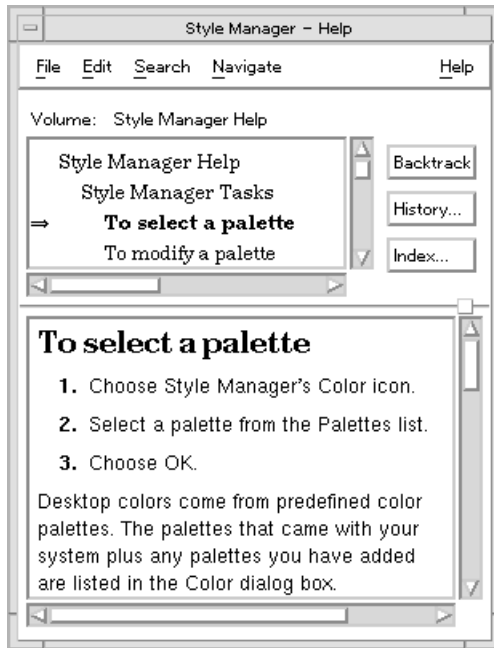 Style Manager – Help
File Edit Search Navigate Help
Volume: Style Manager Help
Style Manager Help
Style Manager Tasks
⇒ To select a palette
To modify a palette
Backtrack
History...
Index...
To select a palette
1. Choose Style Manager's Color icon.
2. Select a palette from the Palettes list.
3. Choose OK.
Desktop colors come from predefined color
palettes. The palettes that came with your
system plus any palettes you have added
are listed in the Color dialog box.